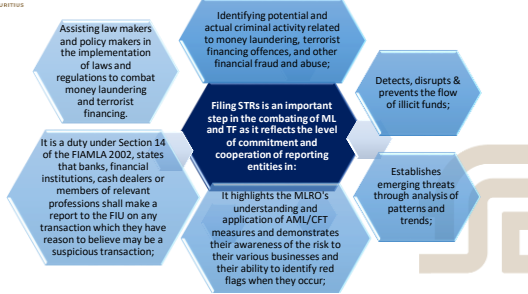 URITIUS
Identifying potential and
actual criminal activity related
to money laundering, terrorist
financing offences, and other
financial fraud and abuse;
Assisting law makers
and policy makers in the
implementation
of laws and
regulations to combat
money laundering
and terrorist
financing.
Detects, disrupts &
prevents the flow
of illicit funds;
Filing STRs is an important
step in the combating of ML
and TF as it reflects the level
of commitment and
cooperation of reporting
entities in:
It is a duty under Section 14
of the FIAMLA 2002, states
that banks, financial
institutions, cash dealers or
members of relevant
professions shall make a
report to the FIU on any
transaction which they have
reason to believe may be a
suspicious transaction;
Establishes
emerging threats
through analysis of
patterns and
trends;
It highlights the MLRO's
understanding and
application of AML/CFT
measures and demonstrates
their awareness of the risk to
their various businesses and
their ability to identify red
flags when they occur;